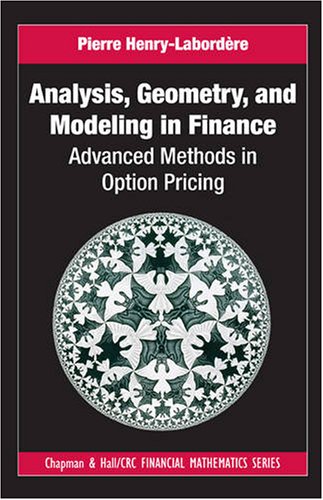 Pierre Henry-Labordère
Analysis, Geometry, and
Modeling in Finance
Advanced Methods in
Option Pricing
Chapman & Hall/CRC FINANCIAL MATHEMATICS SERIES